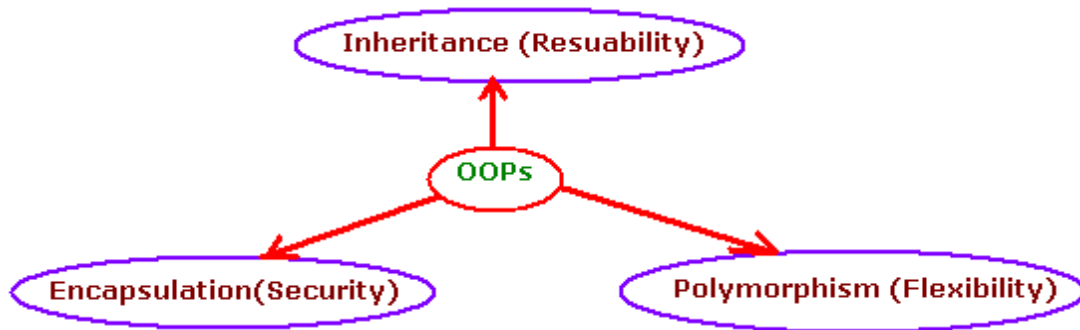 Inheritance (Resuability)
OOPs
Encapsulation(Security)
Polymorphism (Flexibility)